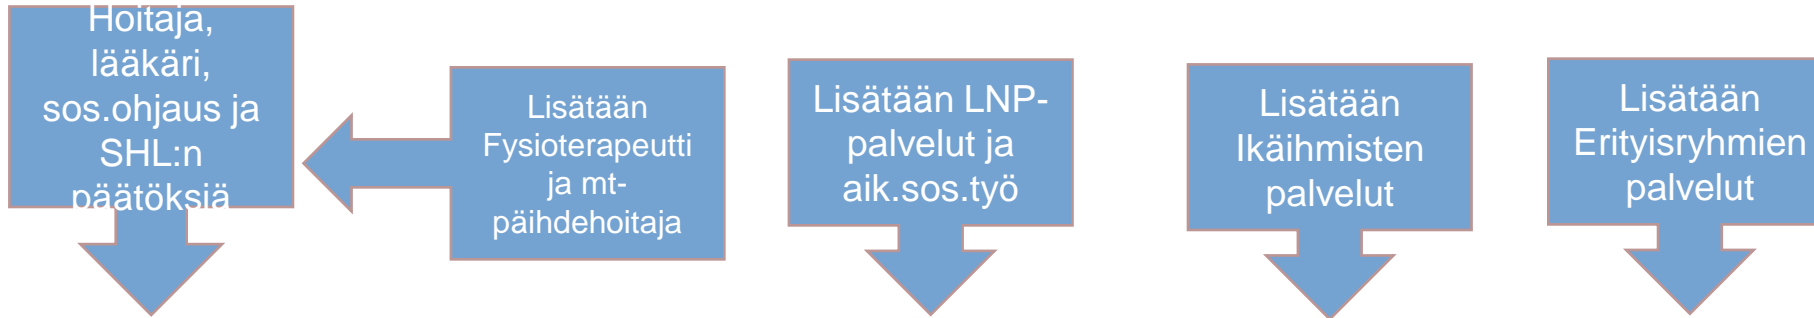 Hoitaja,
lääkäri,
sos.ohjaus ja
SHL:n
päätöksiä
Lisätään
Fysioterapeutti
ja mt-
päihdehoitaja
Lisätään LNP-
palvelut ja
aik.sos.työ
Lisätään
Ikäihmisten
palvelut
Lisätään
Erityisryhmien
palvelut